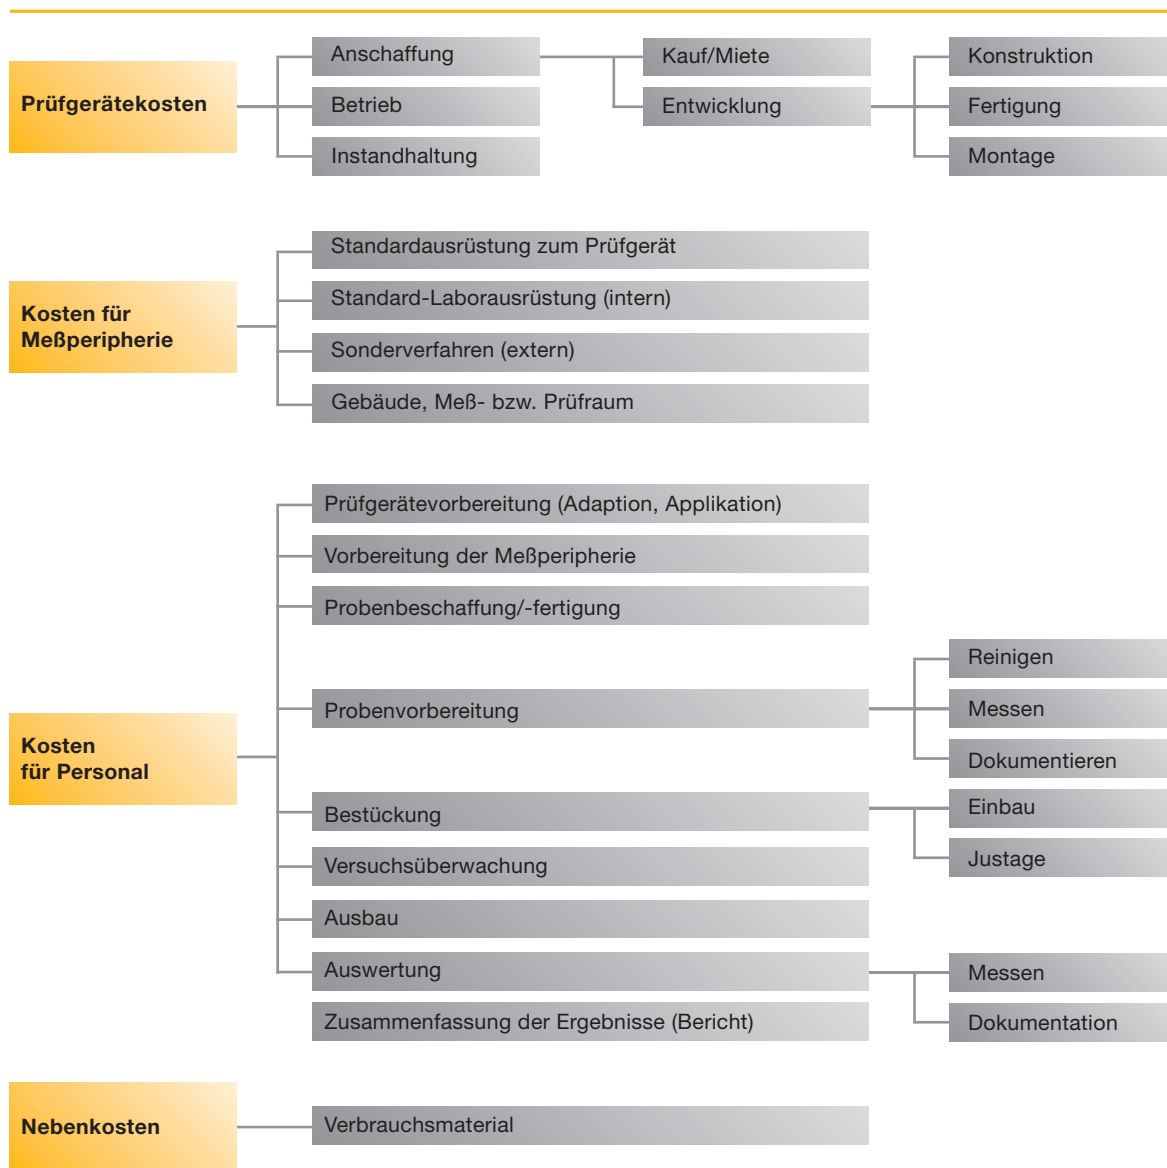 Prüfgerätekosten
Anschaffung
Betrieb
Instandhaltung
Kauf/Miete
Entwicklung
Konstruktion
Fertigung
Montage
Kosten für
Meßperipherie
Standardausrüstung zum Prüfgerät
Standard-Laborausrüstung (intern)
Sonderverfahren (extern)
Gebäude, Meß- bzw. Prüfraum
Kosten
für Personal
Prüfgerätevorbereitung (Adaption, Applikation)
Vorbereitung der Meßperipherie
Probenbeschaffung/-fertigung
Probenvorbereitung
Reinigen
Messen
Dokumentieren
Bestückung
Einbau
Justage
Versuchsüberwachung
Ausbau
Auswertung
Messen
Dokumentation
Zusammenfassung der Ergebnisse (Bericht)
Nebenkosten
Verbrauchsmaterial